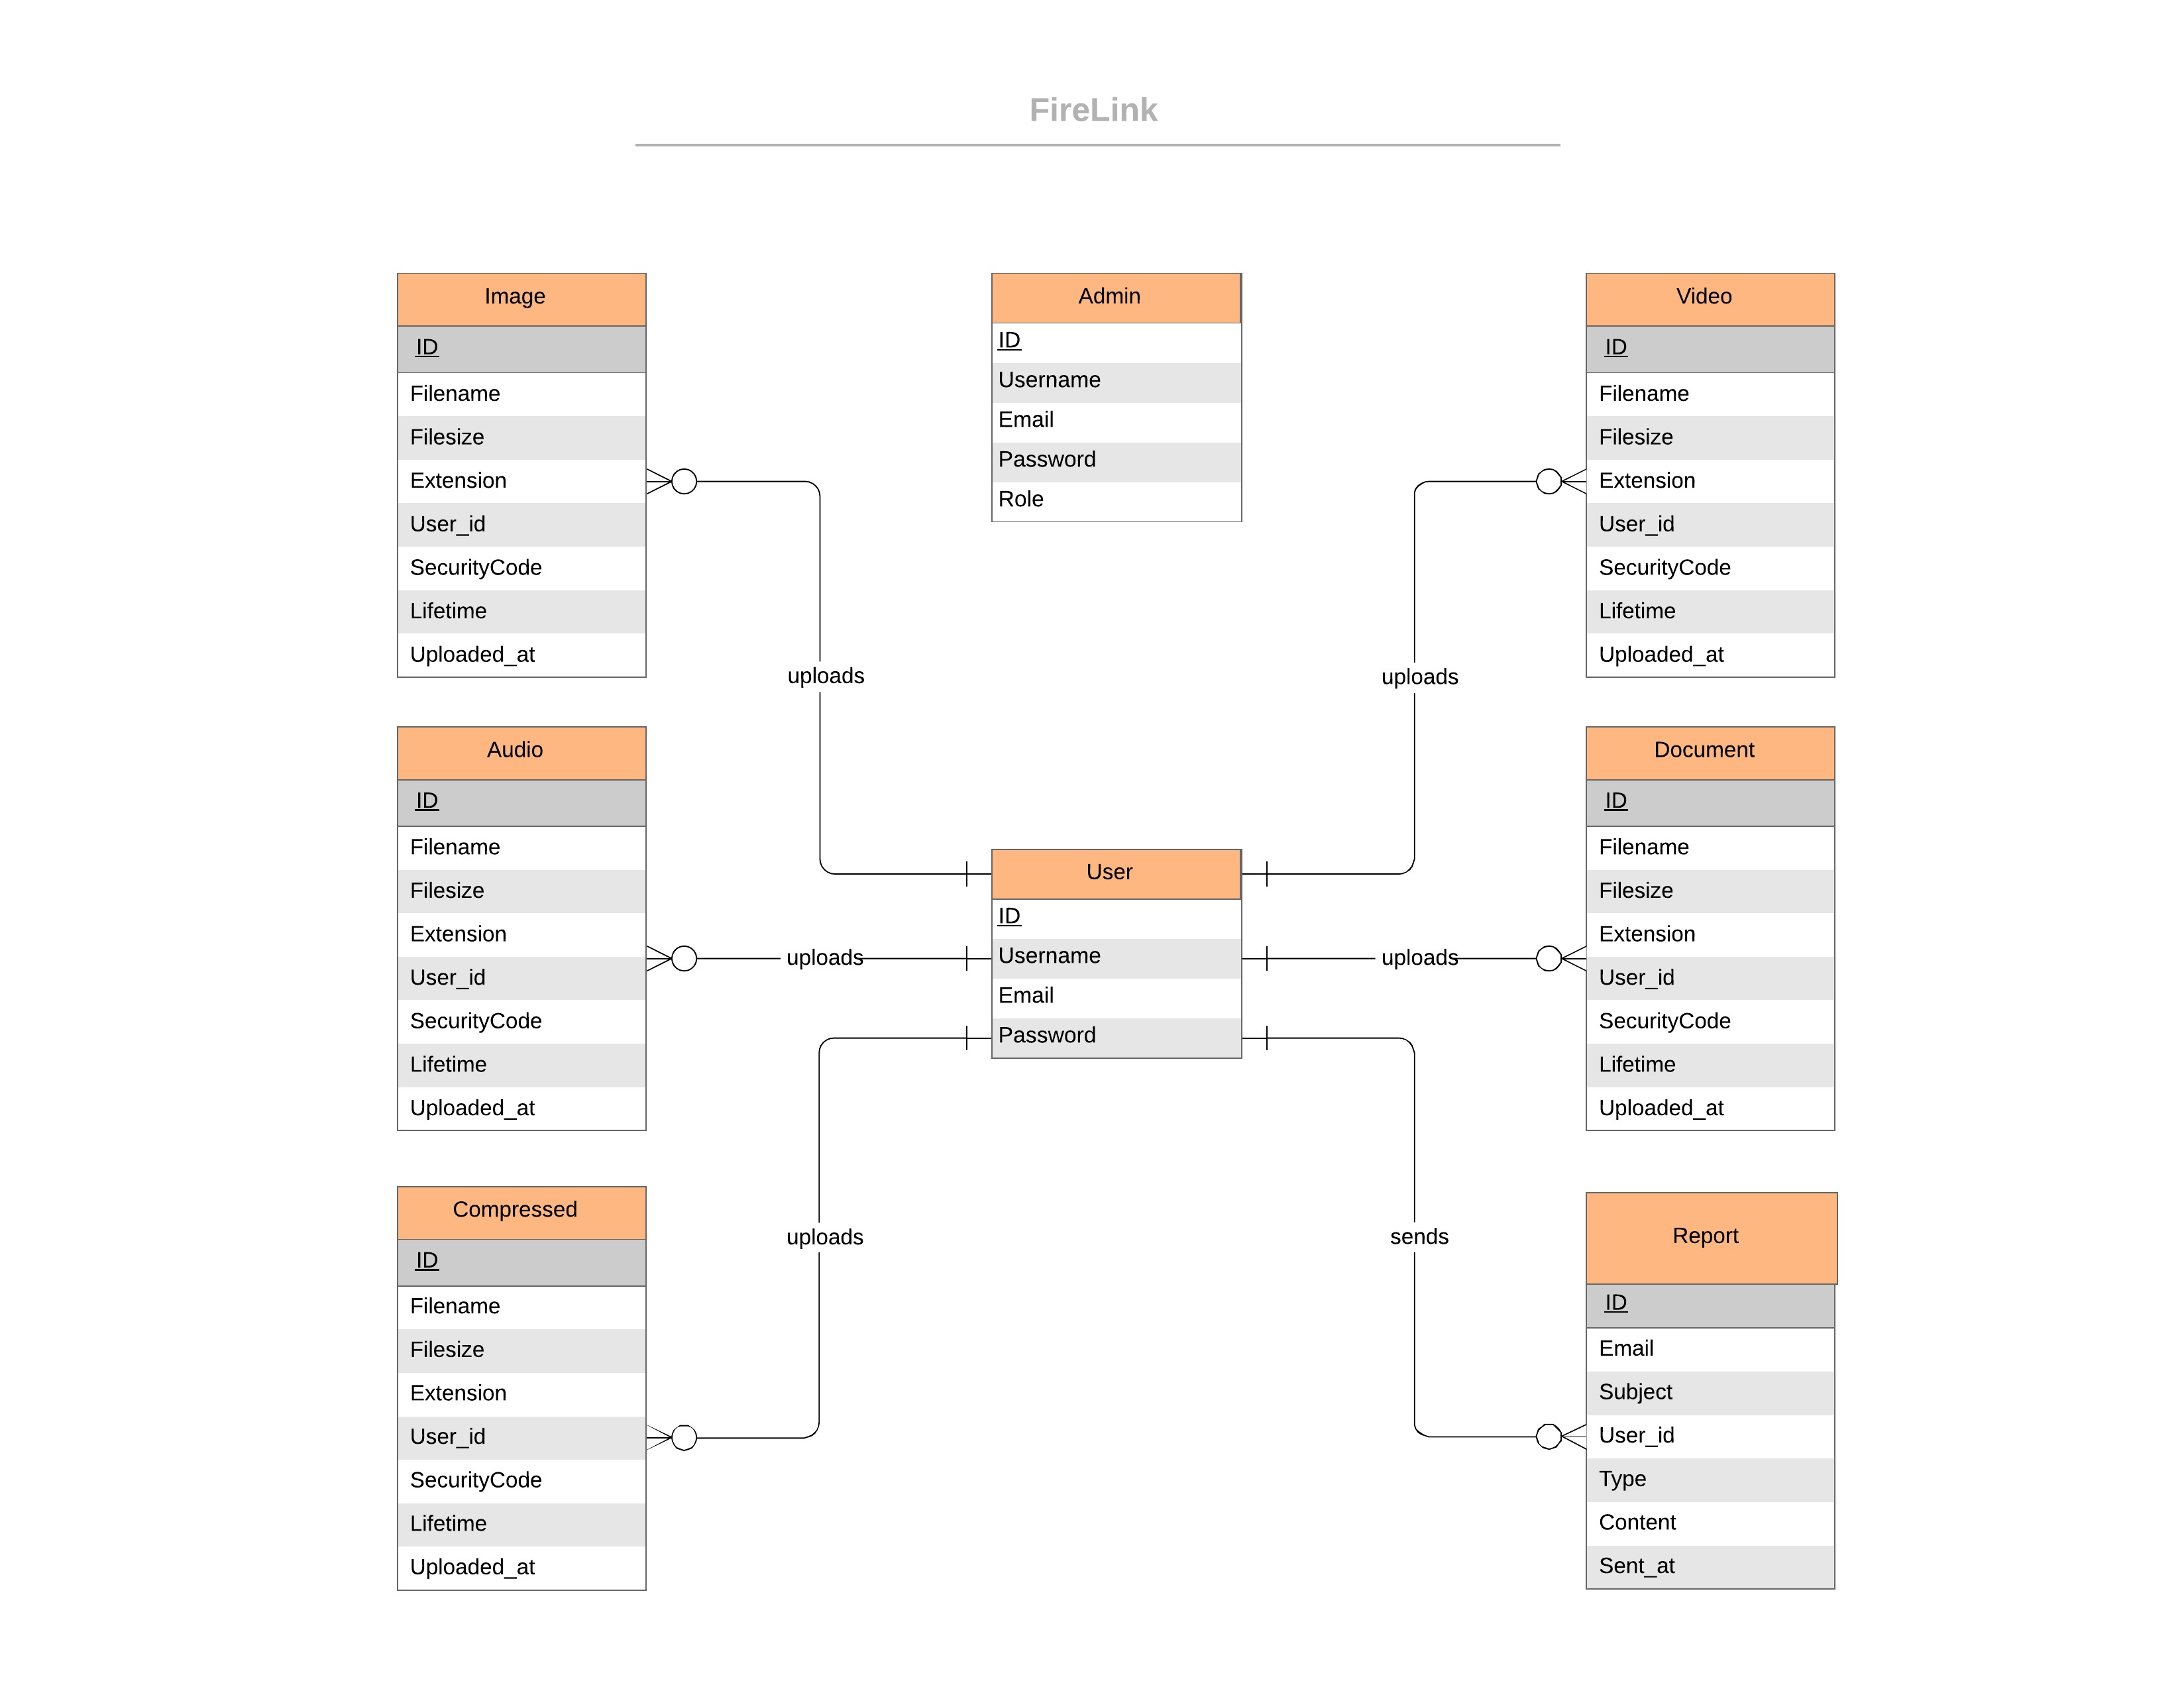 FireLink
Image
ID
Filename
Filesize
Extension
User_id
SecurityCode
Lifetime
Uploaded_at
Admin
ID
Username
Email
Password
Role
Video
ID
Filename
Filesize
Extension
User_id
SecurityCode
Lifetime
Uploaded_at
uploads
uploads
Audio
ID
Filename
Filesize
Extension
User_id
SecurityCode
Lifetime
Uploaded_at
uploads
User
ID
Username
Email
Password
uploads
Document
ID
Filename
Filesize
Extension
User_id
SecurityCode
Lifetime
Uploaded_at
Compressed
ID
Filename
Filesize
Extension
User_id
SecurityCode
Lifetime
Uploaded_at
uploads
sends
Report
ID
Email
Subject
User_id
Type
Content
Sent_at